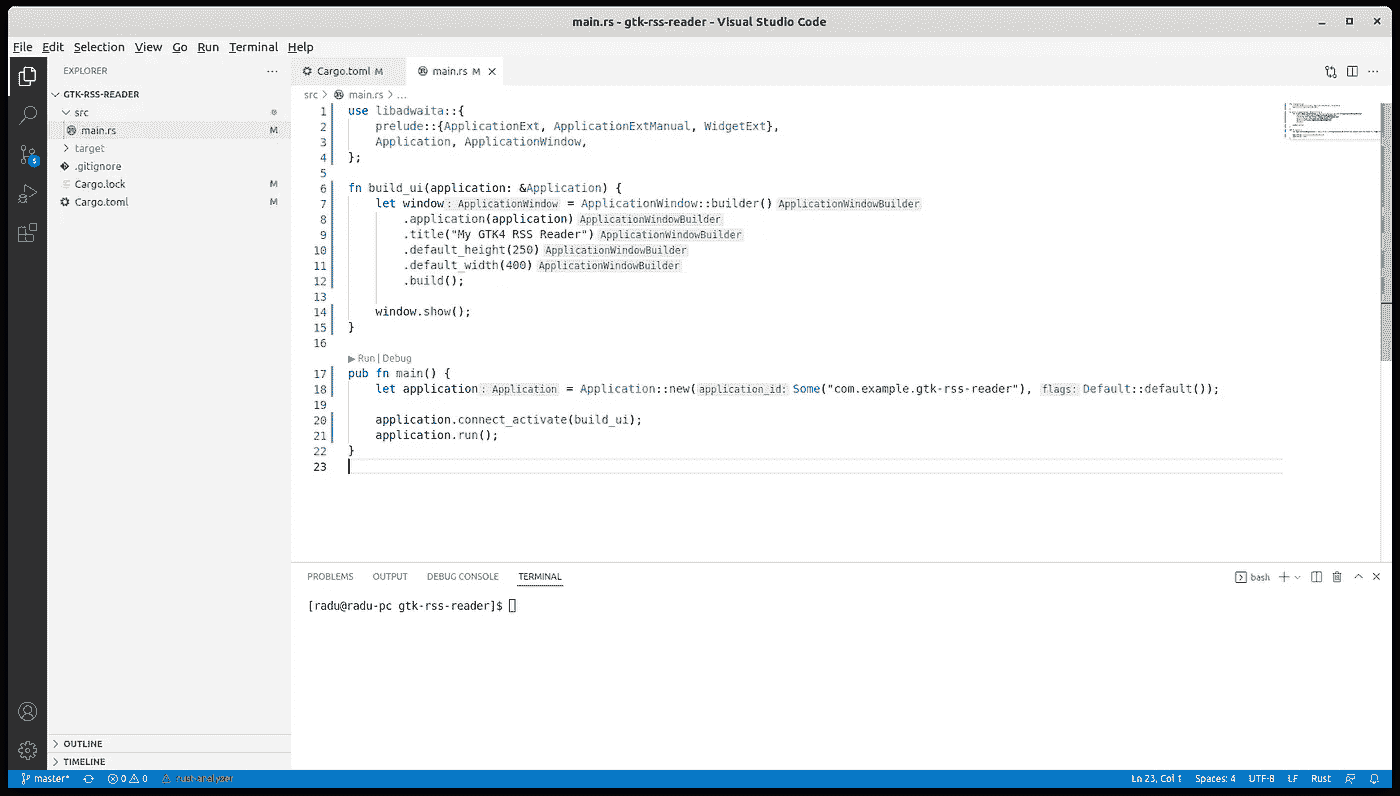 main.rs - gtk-rss-reader - Visual Studio Code
File Edit Selection View Go Run Terminal Help
EXPLORER
GTK-RSS-READER
src
main.rs M
target
.gitignore
Cargo.lock M
Cargo.toml M
OUTLINE
TIMELINE
Cargo.toml M main.rs M
src > main.rs > ...
1 use libadwaita::{
2 prelude::{ApplicationExt, ApplicationExtManual, WidgetExt},
3 Application, ApplicationWindow,
4 };
5
6 fn build_ui(application: &Application) {
7 let window: ApplicationWindow = ApplicationWindow::builder() ApplicationWindowBuilder
8 .application(application) ApplicationWindowBuilder
9 .title("My GTK4 RSS Reader") ApplicationWindowBuilder
10 .default_height(250) ApplicationWindowBuilder
11 .default_width(400) ApplicationWindowBuilder
12 .build();
13
14 window.show();
15 }
16
Run | Debug
17 pub fn main() {
18 let application: Application = Application::new(application_id: Some("com.example.gtk-rss-reader"), flags: Default::default());
19
20 application.connect_activate(build_ui);
21 application.run();
22 }
23
PROBLEMS OUTPUT DEBUG CONSOLE TERMINAL
bash
[radu@radu-pc gtk-rss-reader]$
master* 0 0 rust-analyzer
Ln 23, Col 1 Spaces: 4 UTF-8 LF Rust